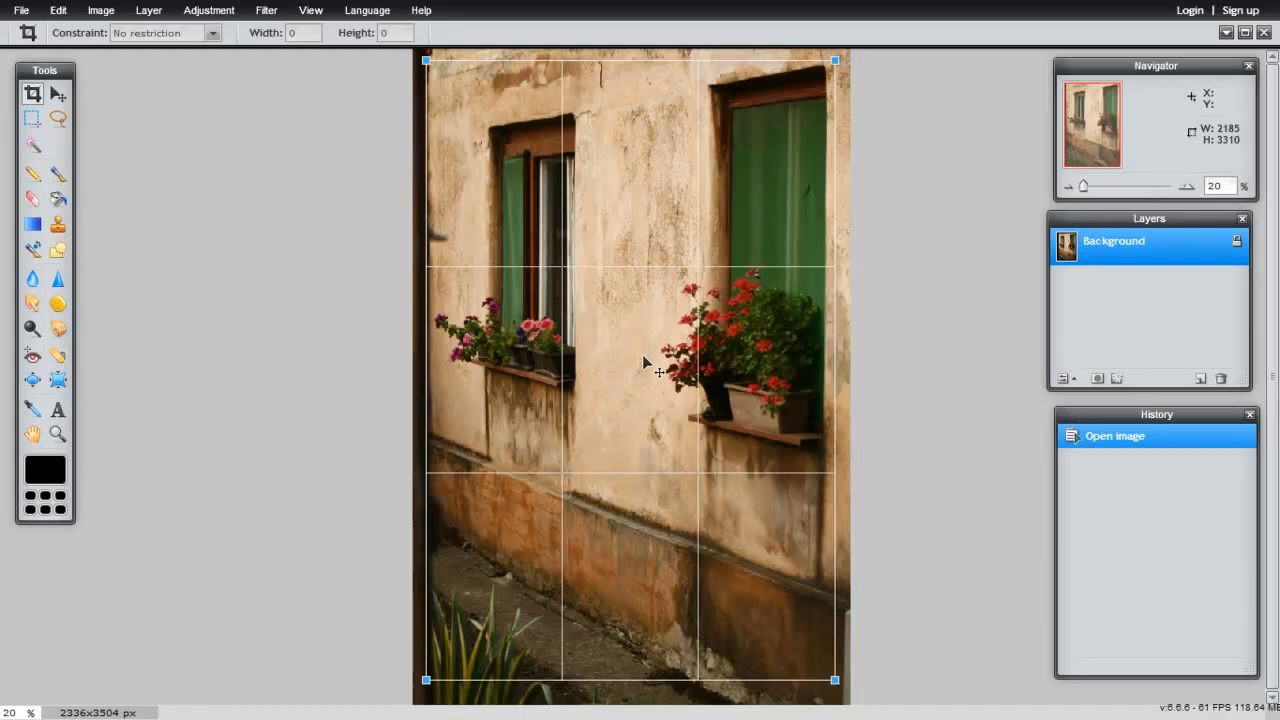 File Edit Image Layer Adjustment Filter View Language Help Login | Sign up
Constraint: No restriction Width: 0 Height: 0
Tools
Navigator
X:
Y:
W: 2185
H: 3310
20 %
Layers
Background
History
Open image
A
20 % 2336x3504 px
v:6.6.6 - 61 FPS 118.64 M